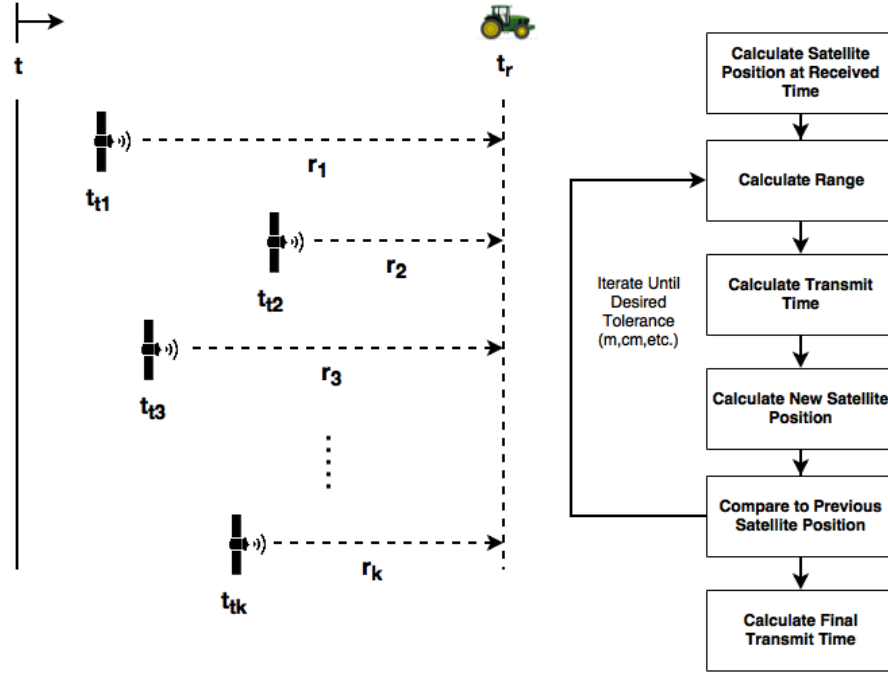 t
t_r
t_t1
r_1
t_t2
r_2
t_t3
r_3
t_tk
r_k
Calculate Satellite
Position at Received
Time
Calculate Range
Calculate Transmit
Time
Calculate New Satellite
Position
Compare to Previous
Satellite Position
Calculate Final
Transmit Time
Iterate Until
Desired
Tolerance
(m,cm,etc.)